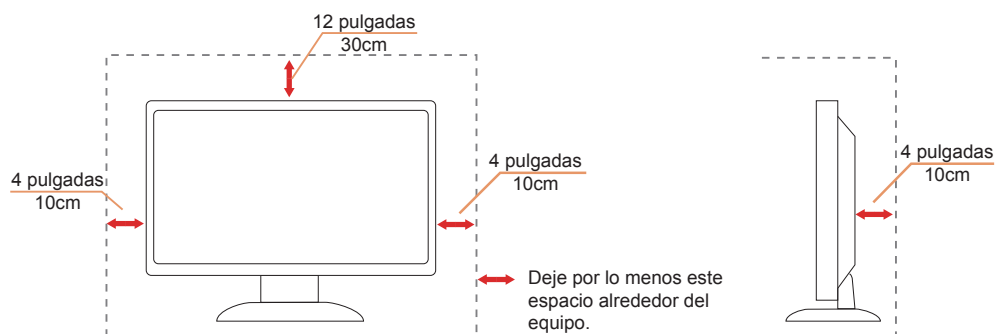 12 pulgadas
30cm
4 pulgadas
10cm
4 pulgadas
10cm
4 pulgadas
10cm
Deje por lo menos este
espacio alrededor del
equipo.